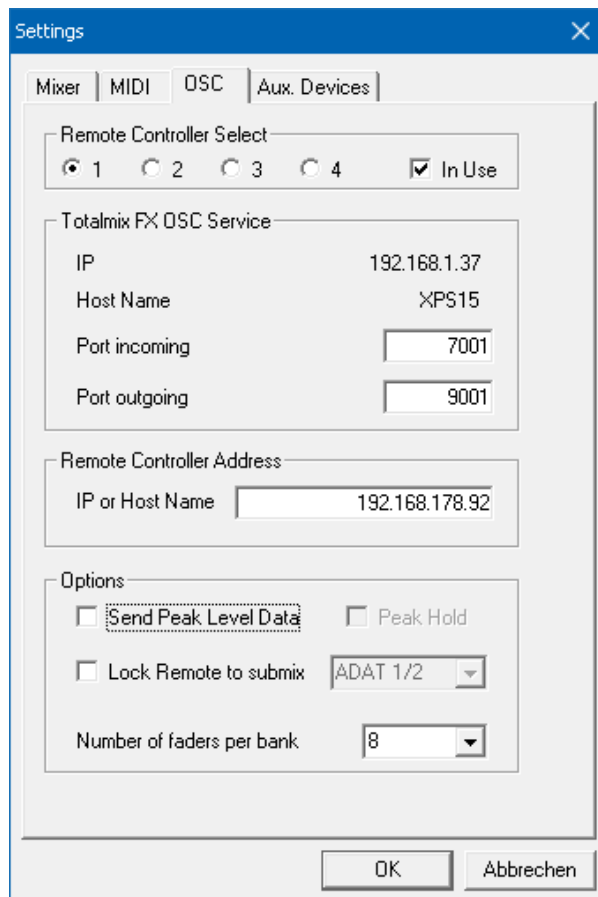 Settings
Mixer MIDI OSC Aux. Devices
Remote Controller Select
1 2 3 4 In Use
Totalmix FX OSC Service
IP 192.168.1.37
Host Name XPS15
Port incoming 7001
Port outgoing 9001
Remote Controller Address
IP or Host Name 192.168.178.92
Options
Send Peak Level Data Peak Hold
Lock Remote to submix ADAT 1/2
Number of faders per bank 8
OK Abbrechen